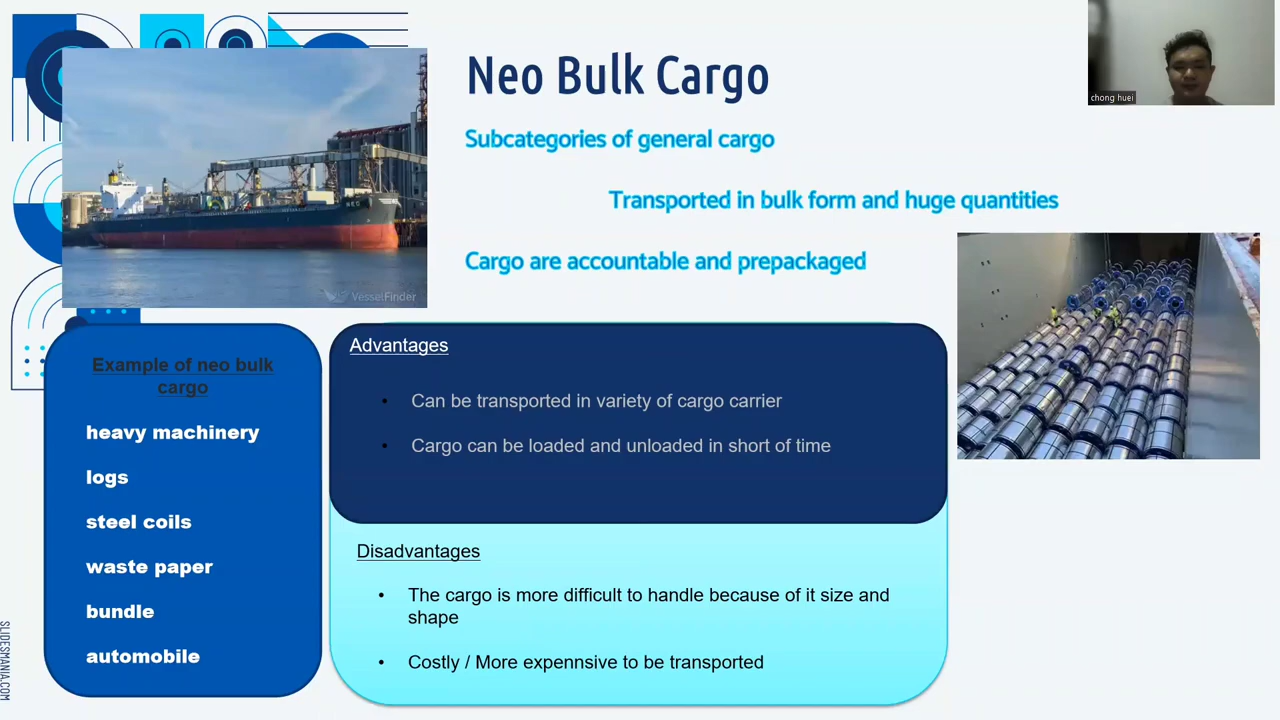 Neo Bulk Cargo
chong huei
Subcategories of general cargo
Transported in bulk form and huge quantities
Cargo are accountable and prepackaged
VesselFinder
Example of neo bulk
cargo
heavy machinery
logs
steel coils
waste paper
bundle
automobile
Advantages
• Can be transported in variety of cargo carrier
• Cargo can be loaded and unloaded in short of time
Disadvantages
• The cargo is more difficult to handle because of it size and
shape
• Costly / More expennsive to be transported
SLIDESMANIA.COM